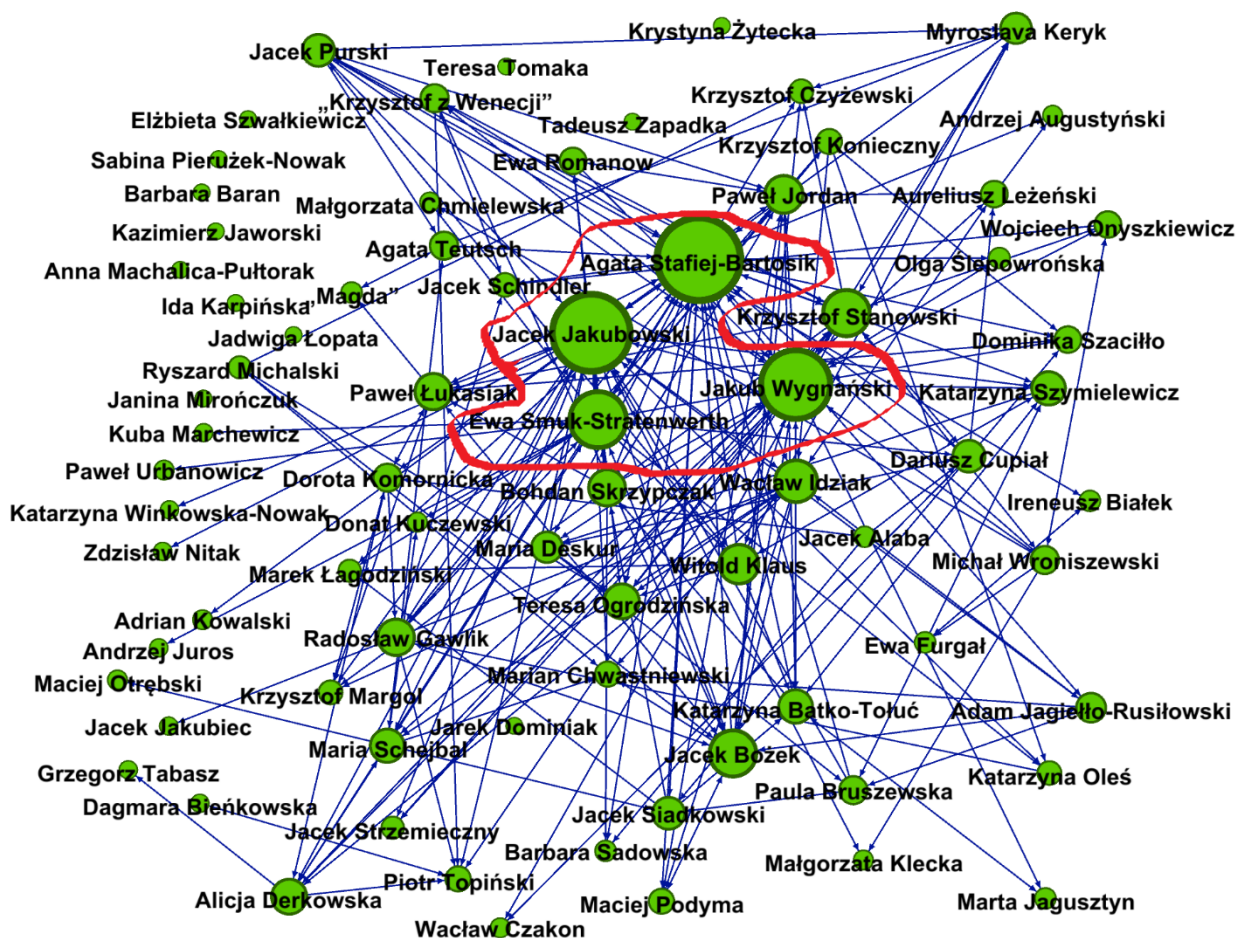 Krystyna Żytecka
Myroslava Keryk
Jacek Purski
Teresa Tomaka
„Krzysztof z Wenecji”
Krzysztof Czyżewski
Elżbieta Szwałkiewicz
Tadeusz Zapadka
Andrzej Augustyński
Krzysztof Konieczny
Sabina Pierużek-Nowak
Ewa Romanow
Barbara Baran
Małgorzata Chmielewska
Paweł Jordan
Aureliusz Leżeński
Kazimierz Jaworski
Wojciech Onyszkiewicz
Agata Teutsch
Agata Stafiej-Bartosik
Olga Ślepowrońska
Anna Machalica-Pułtorak
Jacek Schindler
Ida Karpińska
„Magda”
Krzysztof Stanowski
Jadwiga Łopata
Jacek Jakubowski
Dominika Szaciłło
Ryszard Michalski
Janina Mirończuk
Paweł Łukasiak
Jakub Wygnański
Katarzyna Szymielewicz
Kuba Marchewicz
Ewa Smuk-Stratenwerth
Paweł Urbanowicz
Dariusz Cupiał
Dorota Komornicka
Bohdan Skrzypczak
Wacław Idziak
Ireneusz Białek
Katarzyna Winkowska-Nowak
Donat Kuczewski
Jacek Alaba
Zdzisław Nitak
Maria Deskur
Michał Wroniszewski
Marek Łagodziński
Witold Klaus
Teresa Ogrodzińska
Adrian Kowalski
Radosław Gawlik
Ewa Furgał
Andrzej Juros
Marian Chwastniewski
Maciej Otrębski
Krzysztof Margol
Katarzyna Batko-Tołuć
Adam Jagiełło-Rusiłowski
Jacek Jakubiec
Jarek Dominiak
Maria Schejbal
Jacek Bożek
Grzegorz Tabasz
Katarzyna Oleś
Paula Bruszewska
Dagmara Bieńkowska
Jacek Siadkowski
Jacek Strzemieczny
Barbara Sadowska
Małgorzata Klecka
Piotr Topiński
Alicja Derkowska
Maciej Podyma
Marta Jagusztyn
Wacław Czakon